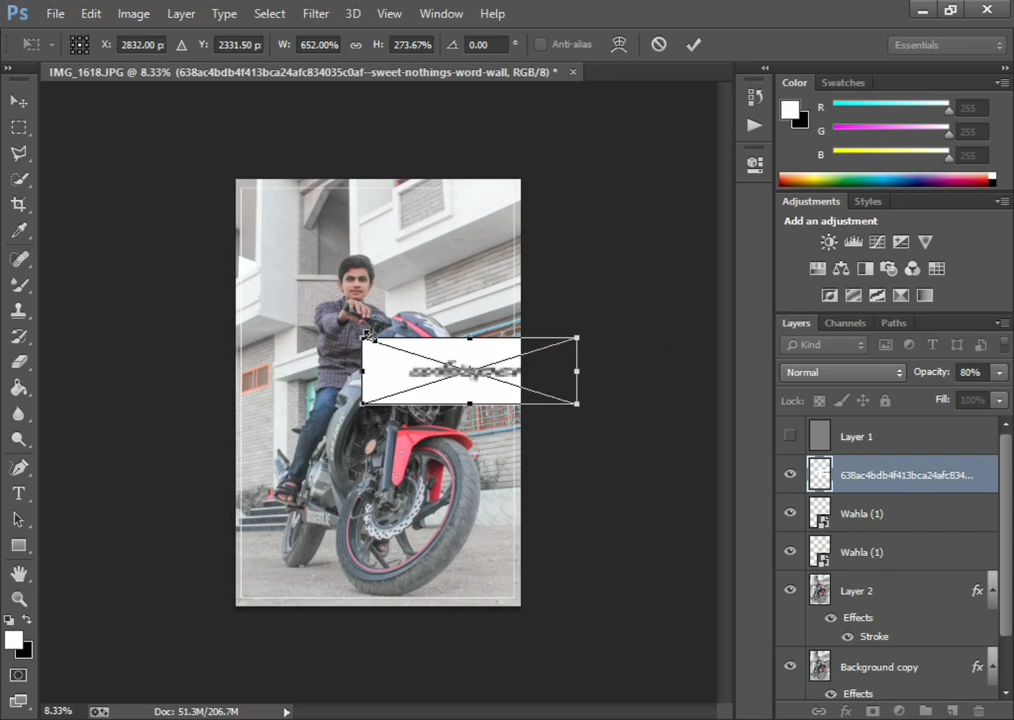 Ps File Edit Image Layer Type Select Filter 3D View Window Help
X: 2832.00 p Y: 2331.50 p W: 652.00% H: 273.67% 0.00 ° Anti-alias Essentials
IMG_1618.JPG @ 8.33% (638ac4bdb4f413bca24afc834035c0af--sweet-nothings-word-wall, RGB/8) * ×
Color Swatches
R 255
G 255
B 255
Adjustments Styles
Add an adjustment
Layers Channels Paths
Kind
Normal Opacity: 80%
Lock: Fill: 100%
Layer 1
638ac4bdb4f413bca24afc834...
Wahla (1)
Wahla (1)
Layer 2 fx
Effects
Stroke
Background copy fx
Effects
8.33% Doc: 51.3M/206.7M